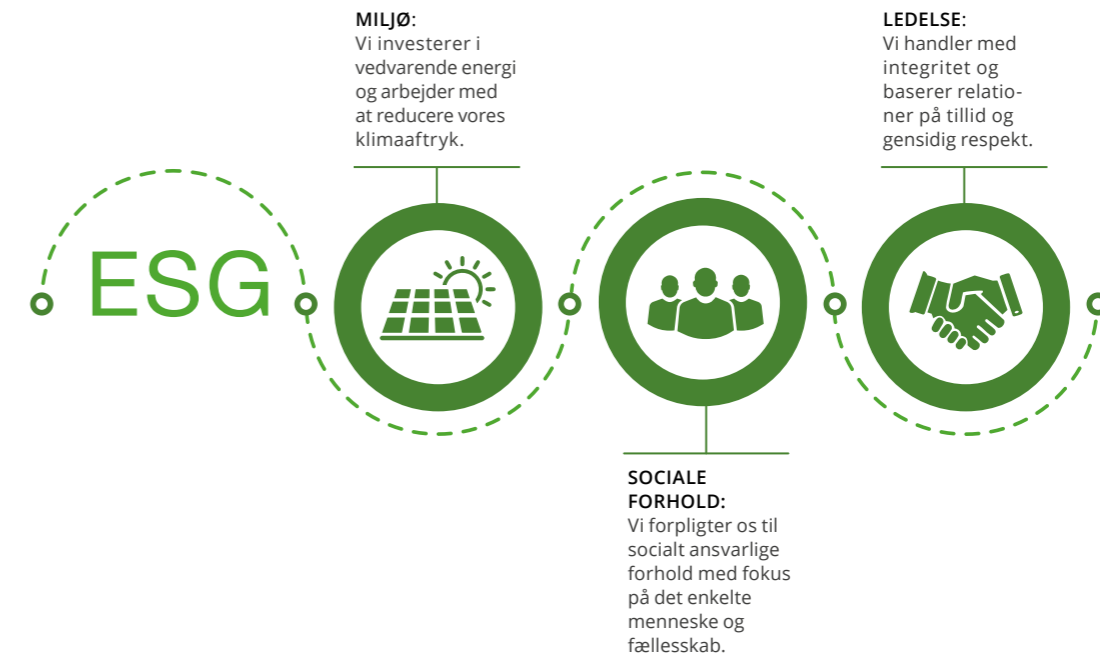 ESG
MILJØ:
Vi investerer i
vedvarende energi
og arbejder med
at reducere vores
klimaaftryk.
SOCIALE
FORHOLD:
Vi forpligter os til
socialt ansvarlige
forhold med fokus
på det enkelte
menneske og
fællesskab.
LEDELSE:
Vi handler med
integritet og
baserer relatio-
ner på tillid og
gensidig respekt.